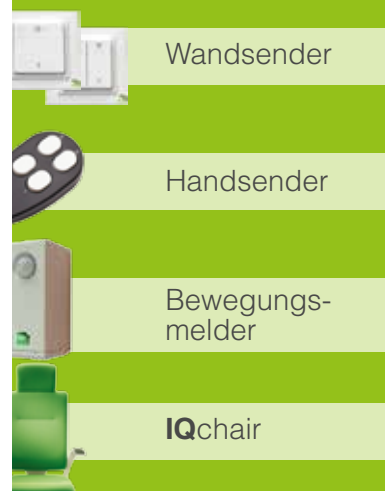 Wandsender
Handsender
Bewegungs-
melder
IQchair